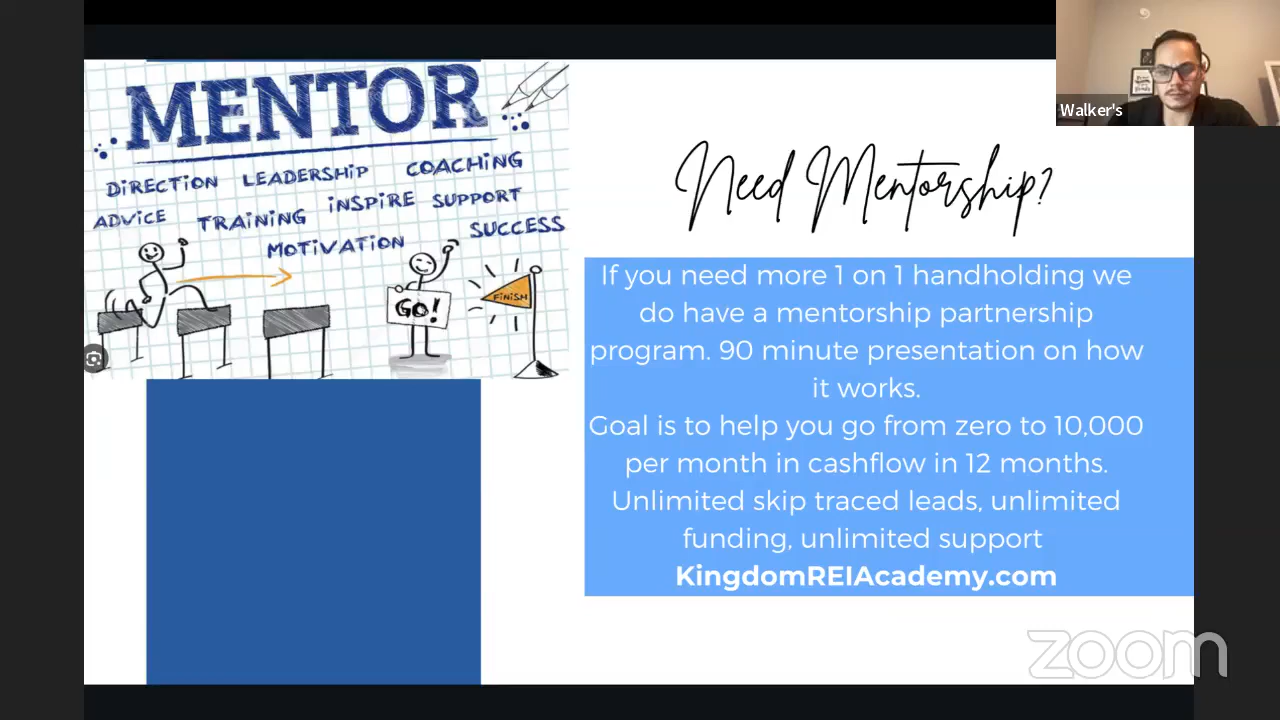 MENTOR
DIRECTION LEADERSHIP COACHING
ADVICE TRAINING INSPIRE SUPPORT
MOTIVATION SUCCESS
GO!
FINISH
Walker's
Need Mentorship?
If you need more 1 on 1 handholding we
do have a mentorship partnership
program. 90 minute presentation on how
it works.
Goal is to help you go from zero to 10,000
per month in cashflow in 12 months.
Unlimited skip traced leads, unlimited
funding, unlimited support
KingdomREIAcademy.com
zoom